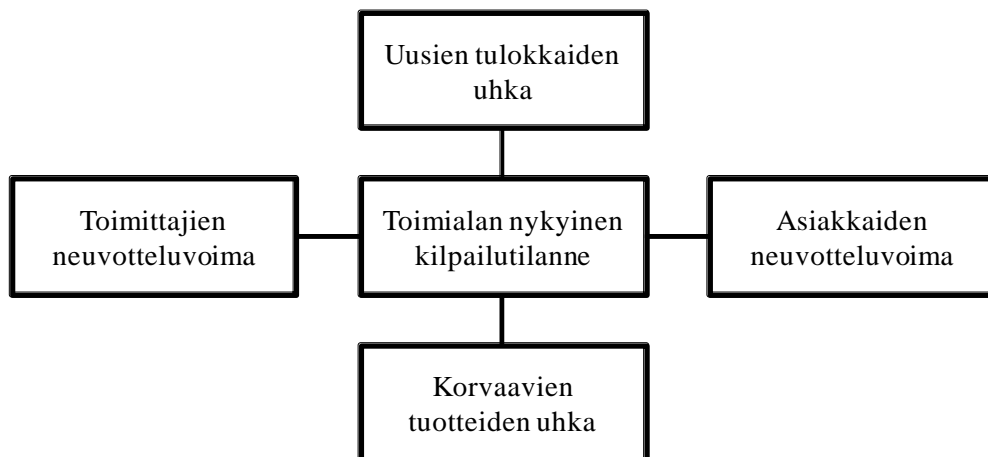 Uusien tulokkaiden
uhka
Toimittajien
neuvotteluvoima
Toimialan nykyinen
kilpailutilanne
Asiakkaiden
neuvotteluvoima
Korvaavien
tuotteiden uhka